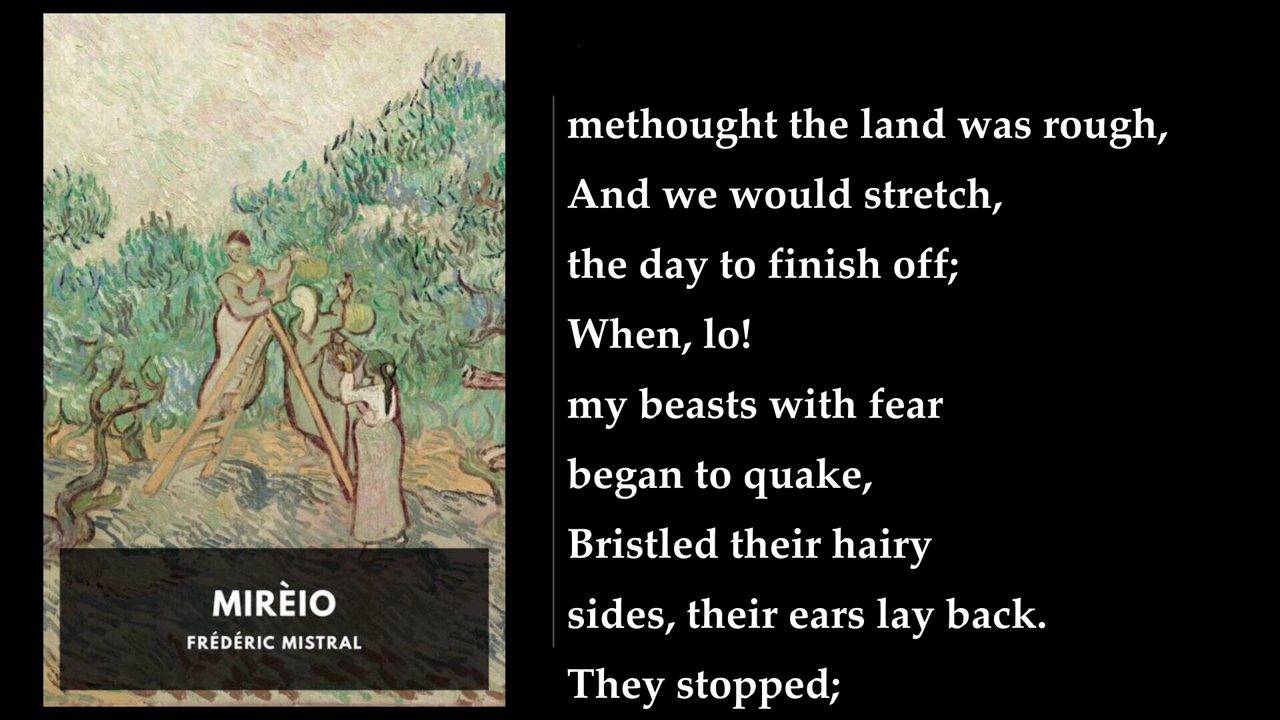 MIRÈIO
FRÉDÉRIC MISTRAL
methought the land was rough,
And we would stretch,
the day to finish off;
When, lo!
my beasts with fear
began to quake,
Bristled their hairy
sides, their ears lay back.
They stopped;